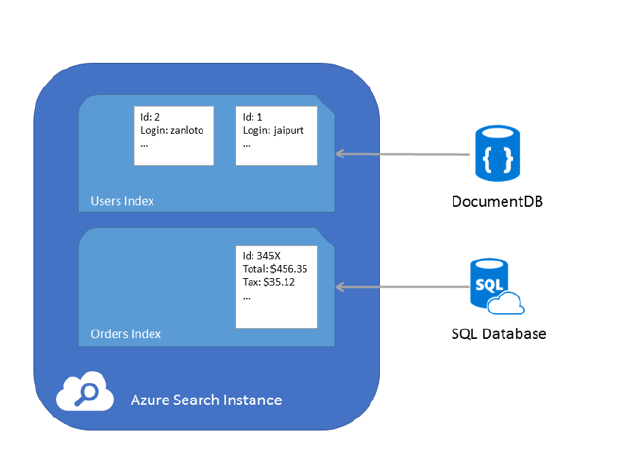 Id: 2
Login: zanloto
...
Id: 1
Login: jaipurt
...
Users Index
{ }
DocumentDB
Id: 345X
Total: $456.35
Tax: $35.12
...
Orders Index
SQL
SQL Database
Azure Search Instance